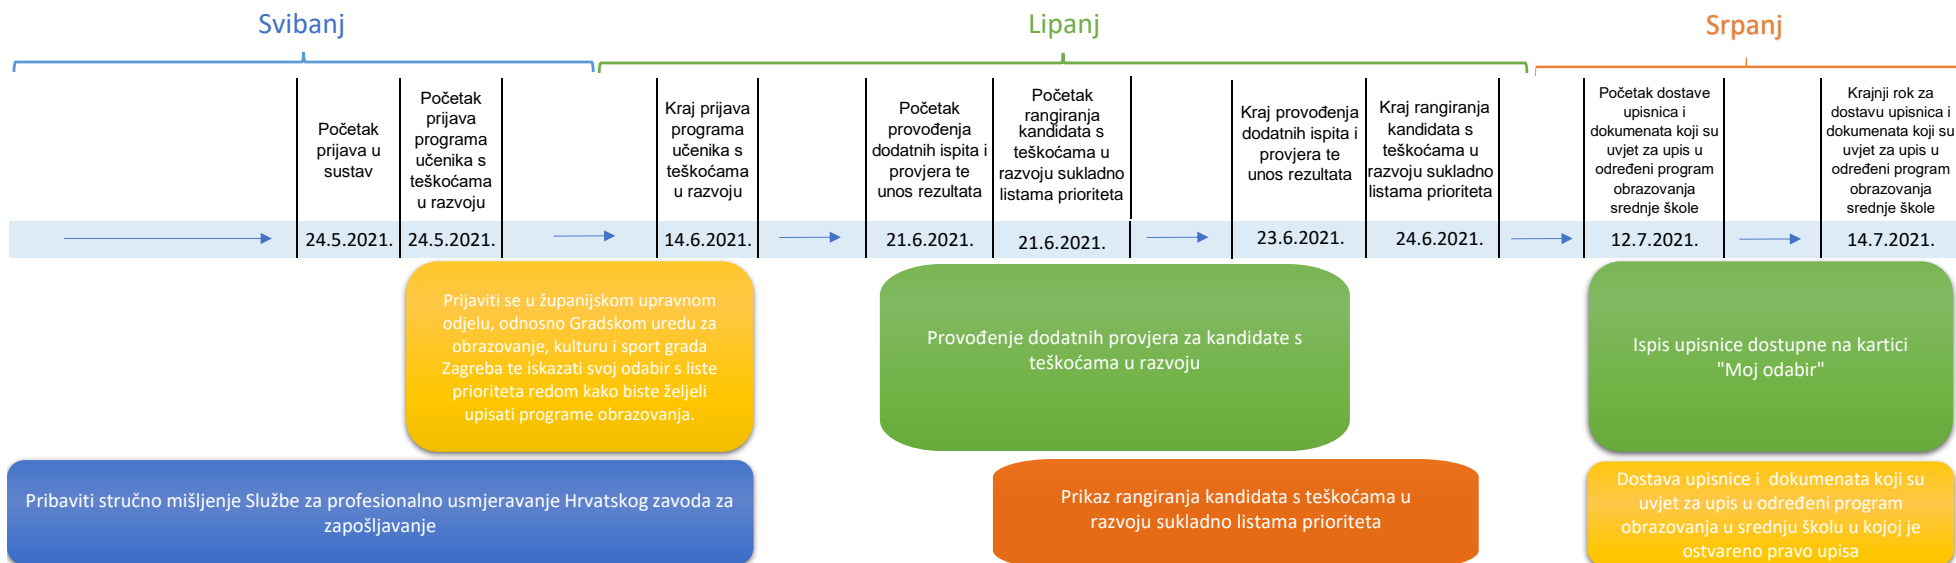 Svibanj
Lipanj
Srpanj
Početak
prijava u
sustav
Početak
prijava
programa
učenika s
teškoćama
u razvoju
Kraj prijava
programa
učenika s
teškoćama
u razvoju
Početak
provođenja
dodatnih ispita i
provjera te
unos rezultata
Početak
rangiranja
kandidata s
teškoćama u
razvoju sukladno
listama prioriteta
Kraj provođenja
dodatnih ispita i
provjera te
unos rezultata
Kraj rangiranja
kandidata s
teškoćama u
razvoju sukladno
listama prioriteta
Početak dostave
upisnica i
dokumenata koji su
uvjet za upis u
određeni program
obrazovanja
srednje škole
Krajnji rok za
dostavu upisnica i
dokumenata koji su
uvjet za upis u
određeni program
obrazovanja
srednje škole
24.5.2021.
24.5.2021.
14.6.2021.
21.6.2021.
21.6.2021.
23.6.2021.
24.6.2021.
12.7.2021.
14.7.2021.
Prijaviti se u županijskom upravnom
odjelu, odnosno Gradskom uredu za
obrazovanje, kulturu i sport grada
Zagreba te iskazati svoj odabir s liste
prioriteta redom kako biste željeli
upisati programe obrazovanja.
Provođenje dodatnih provjera za kandidate s
teškoćama u razvoju
Ispis upisnice dostupne na kartici
"Moj odabir"
Pribaviti stručno mišljenje Službe za profesionalno usmjeravanje Hrvatskog zavoda za
zapošljavanje
Prikaz rangiranja kandidata s teškoćama u
razvoju sukladno listama prioriteta
Dostava upisnice i dokumenata koji su
uvjet za upis u određeni program
obrazovanja u srednju školu u kojoj je
ostvareno pravo upisa